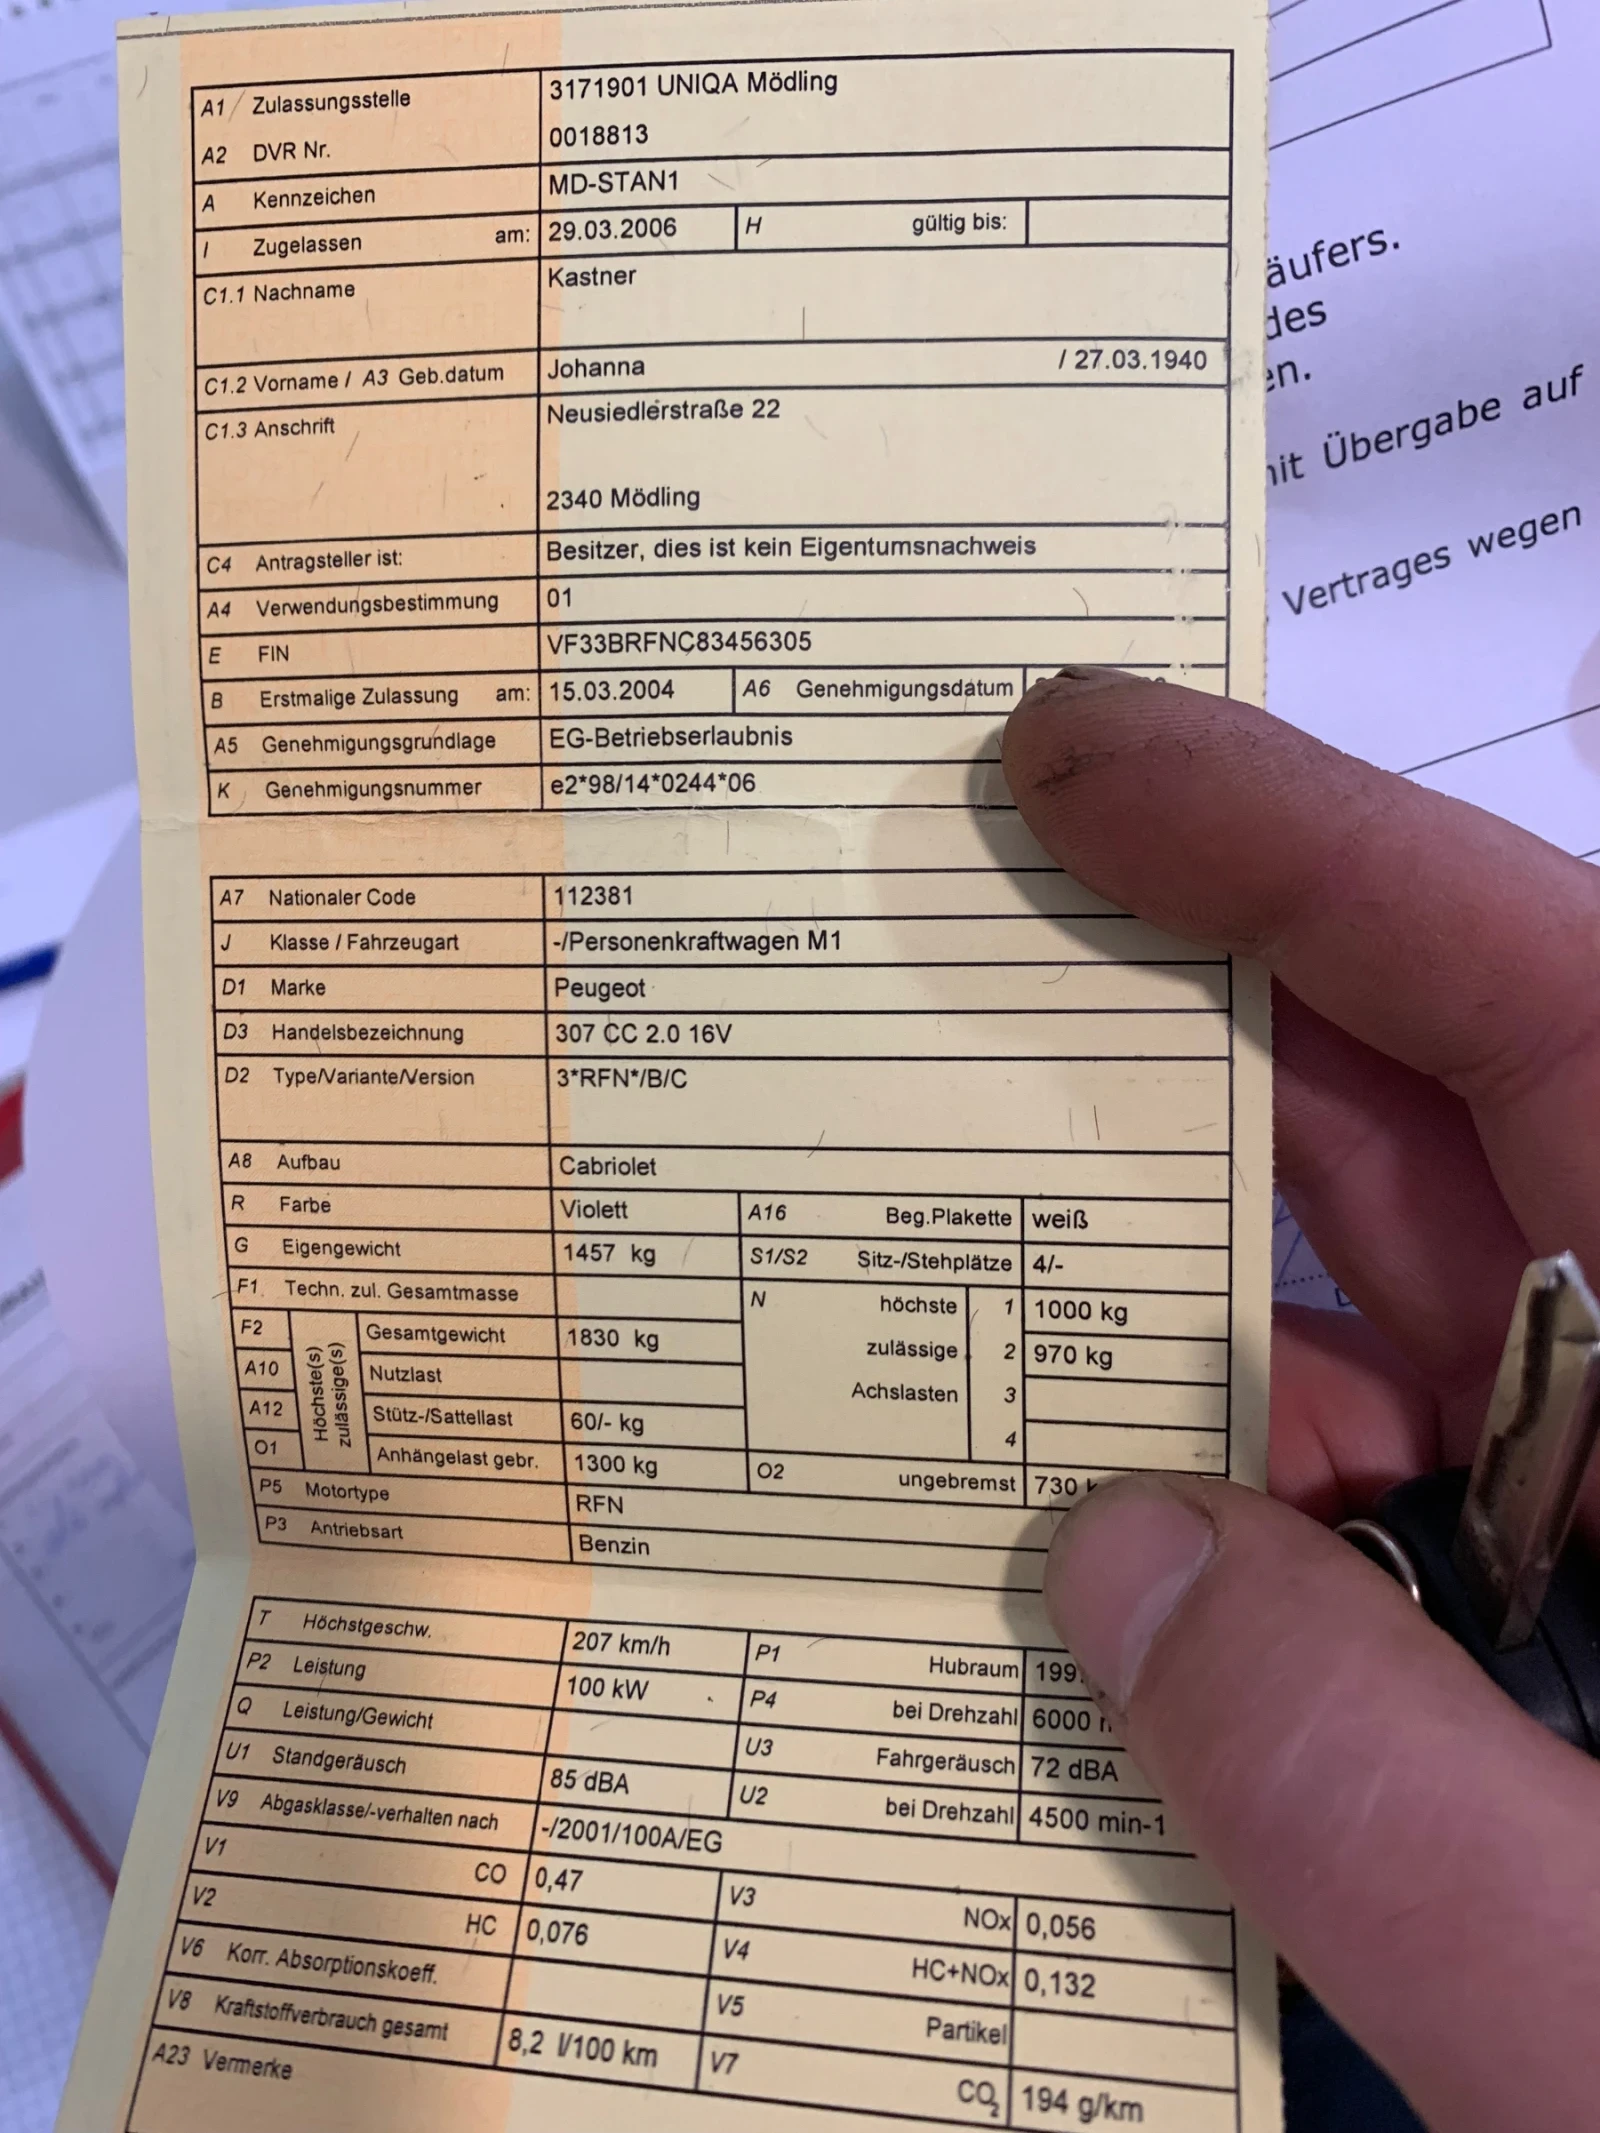 A1 Zulassungsstelle 3171901 UNIQA Mödling
A2 DVR Nr. 0018813
A Kennzeichen MD-STAN1
I Zugelassen am: 29.03.2006 H gültig bis:
C1.1 Nachname Kastner
C1.2 Vorname / A3 Geb.datum Johanna / 27.03.1940
C1.3 Anschrift Neusiedlerstraße 22
2340 Mödling
C4 Antragsteller ist: Besitzer, dies ist kein Eigentumsnachweis
A4 Verwendungsbestimmung 01
E FIN VF33BRFNC83456305
B Erstmalige Zulassung am: 15.03.2004 A6 Genehmigungsdatum
A5 Genehmigungsgrundlage EG-Betriebserlaubnis
K Genehmigungsnummer e2*98/14*0244*06
A7 Nationaler Code 112381
J Klasse / Fahrzeugart -/Personenkraftwagen M1
D1 Marke Peugeot
D3 Handelsbezeichnung 307 CC 2.0 16V
D2 Type/Variante/Version 3*RFN*/B/C
A8 Aufbau Cabriolet
R Farbe Violett A16 Beg.Plakette weiß
G Eigengewicht 1457 kg S1/S2 Sitz-/Stehplätze 4/-
F1 Techn. zul. Gesamtmasse N höchste 1 1000 kg
F2 Höchste(s) zulässige(s) Gesamtgewicht 1830 kg zulässige 2 970 kg
A10 Nutzlast Achslasten 3
A12 Stütz-/Sattellast 60/- kg 4
O1 Anhängelast gebr. 1300 kg O2 ungebremst 730
P5 Motortype RFN
P3 Antriebsart Benzin
T Höchstgeschw. 207 km/h P1 Hubraum 199
P2 Leistung 100 kW P4 bei Drehzahl 6000
Q Leistung/Gewicht U3 Fahrgeräusch 72 dBA
U1 Standgeräusch 85 dBA U2 bei Drehzahl 4500 min-1
V9 Abgasklasse/-verhalten nach -/2001/100A/EG
V1 CO 0,47 V3 NOx 0,056
V2 HC 0,076 V4 HC+NOx 0,132
V6 Korr. Absorptionskoeff. V5 Partikel
V8 Kraftstoffverbrauch gesamt 8,2 l/100 km V7 CO2 194 g/km
A23 Vermerke
äufers.
des
en.
mit Übergabe auf
Vertrages wegen